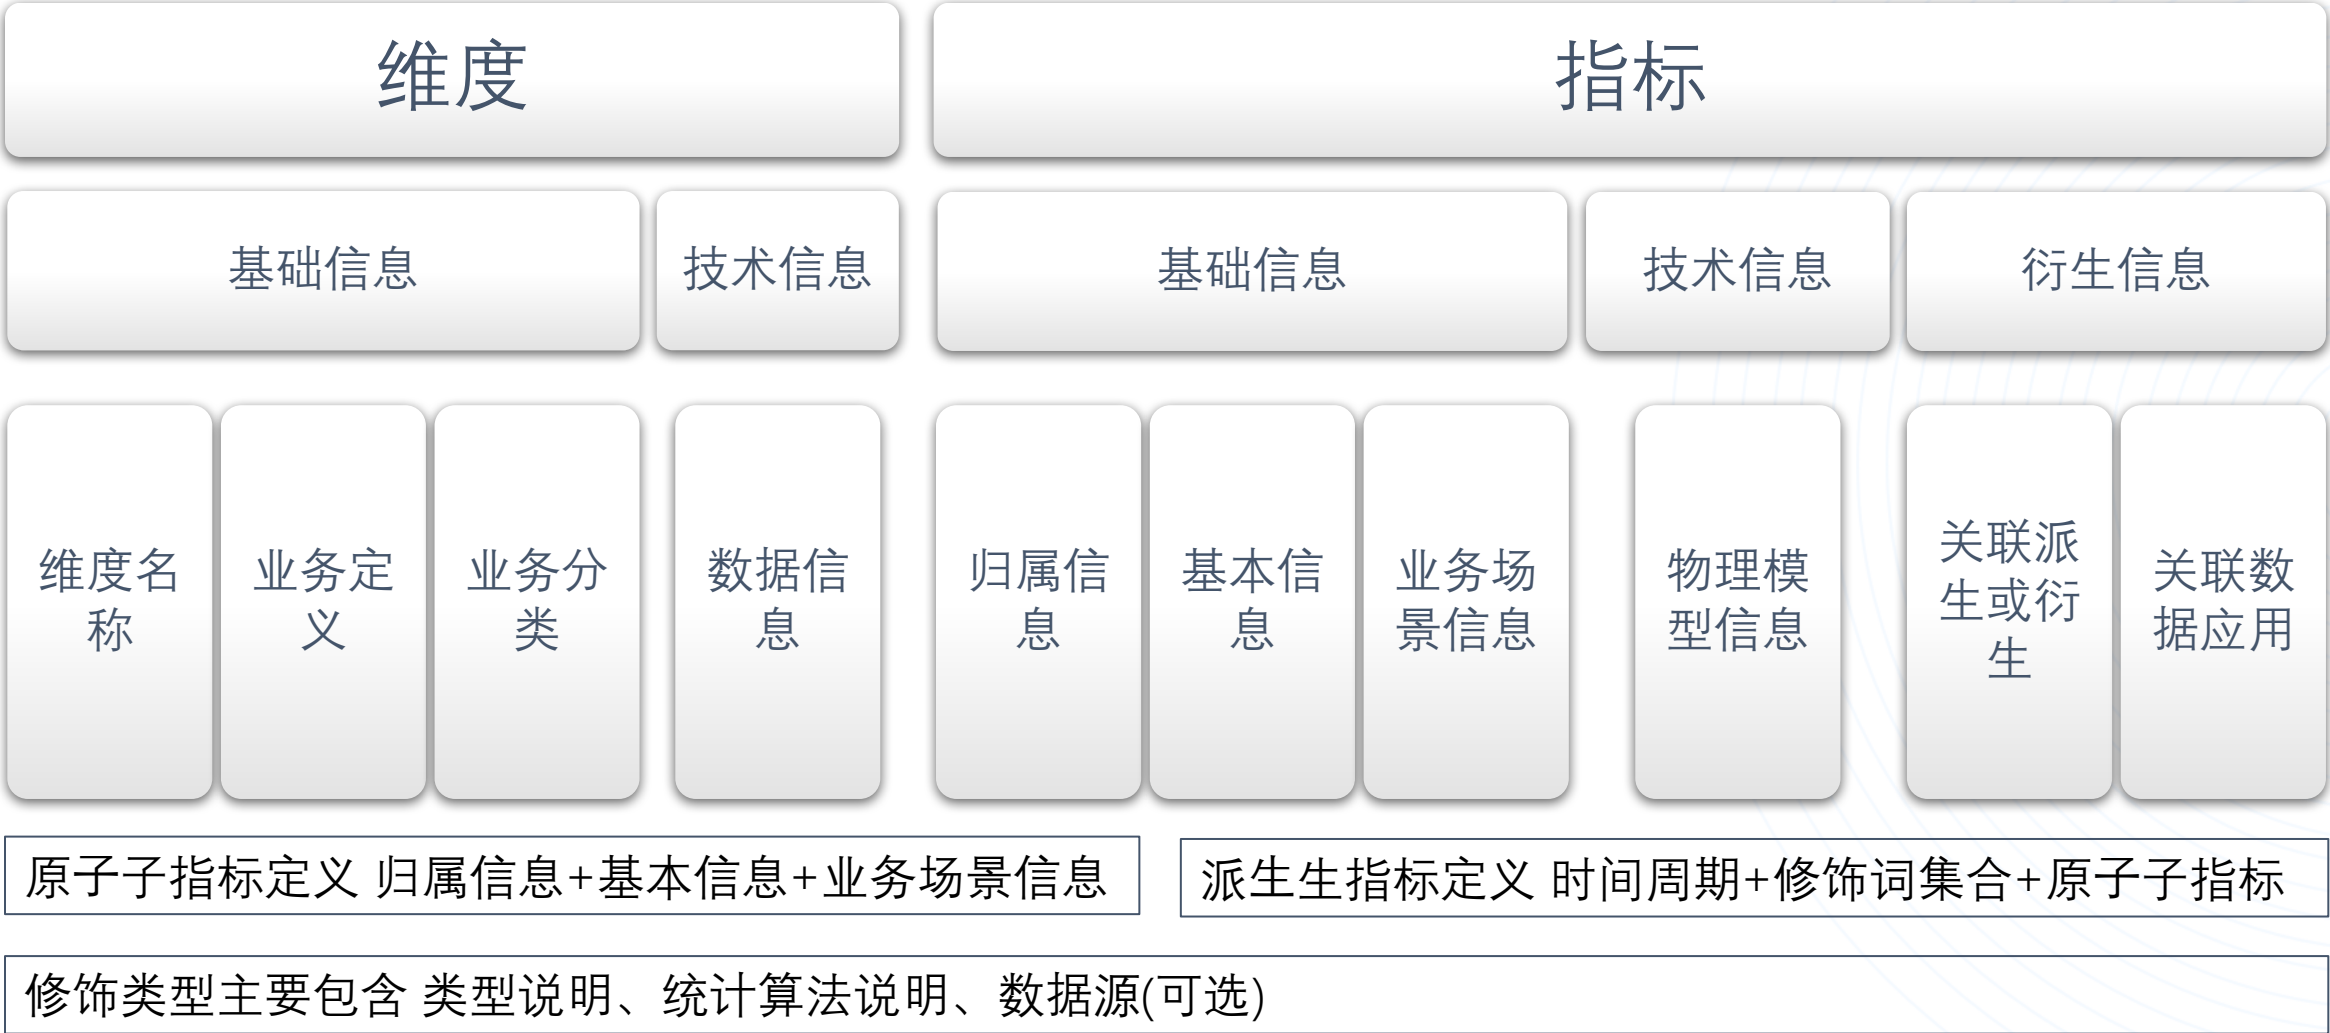 维度
指标
基础信息
技术信息
基础信息
技术信息
衍生信息
维度名
称
业务定
义
业务分
类
数据信
息
归属信
息
基本信
息
业务场
景信息
物理模
型信息
关联派
生或衍
生
关联数
据应用
原子子指标定义 归属信息+基本信息+业务场景信息
派生生指标定义 时间周期+修饰词集合+原子子指标
修饰类型主要包含 类型说明、统计算法说明、数据源(可选)